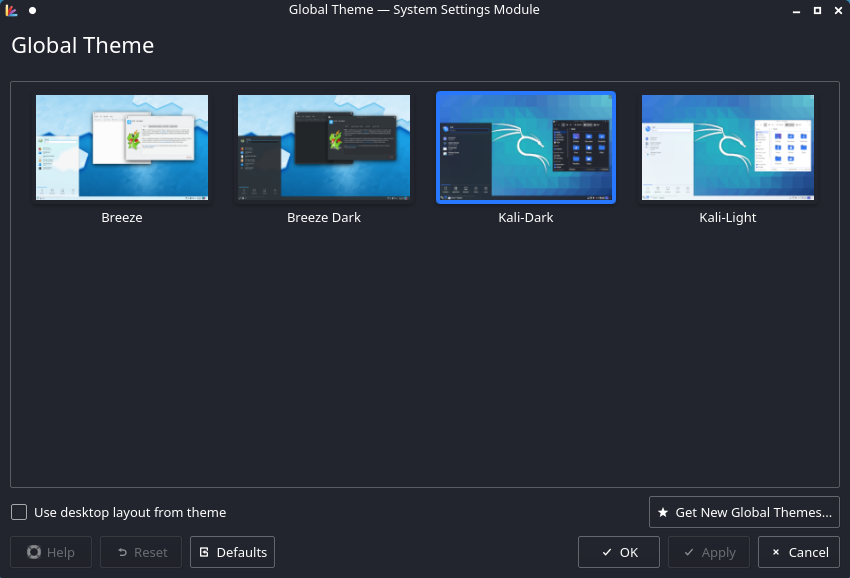 Global Theme — System Settings Module
Global Theme
Breeze
Breeze Dark
Kali-Dark
Kali-Light
Use desktop layout from theme
Get New Global Themes...
Help
Reset
Defaults
OK
Apply
Cancel